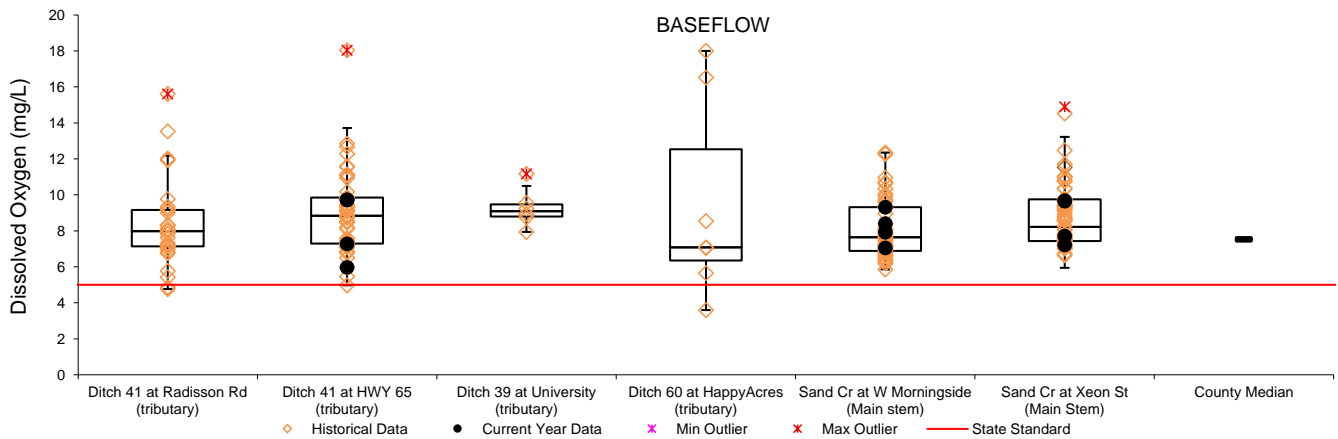 BASEFLOW
Dissolved Oxygen (mg/L)
20
18
16
14
12
10
8
6
4
2
0
Ditch 41 at Radisson Rd
(tributary)
Ditch 41 at HWY 65
(tributary)
Ditch 39 at University
(tributary)
Ditch 60 at HappyAcres
(tributary)
Sand Cr at W Morningside
(Main stem)
Sand Cr at Xeon St
(Main Stem)
County Median
Historical Data
Current Year Data
Min Outlier
Max Outlier
State Standard